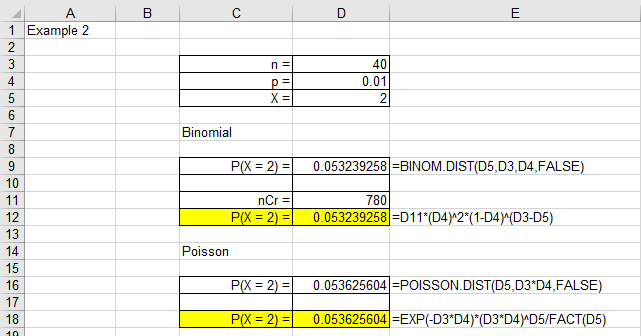 A B C D E
1 Example 2
2
3 n = 40
4 p = 0.01
5 X = 2
6
7 Binomial
8
9 P(X = 2) = 0.053239258 =BINOM.DIST(D5,D3,D4,FALSE)
10
11 nCr = 780
12 P(X = 2) = 0.053239258 =D11*(D4)^2*(1-D4)^(D3-D5)
13
14 Poisson
15
16 P(X = 2) = 0.053625604 =POISSON.DIST(D5,D3*D4,FALSE)
17
18 P(X = 2) = 0.053625604 =EXP(-D3*D4)*(D3*D4)^D5/FACT(D5)
19